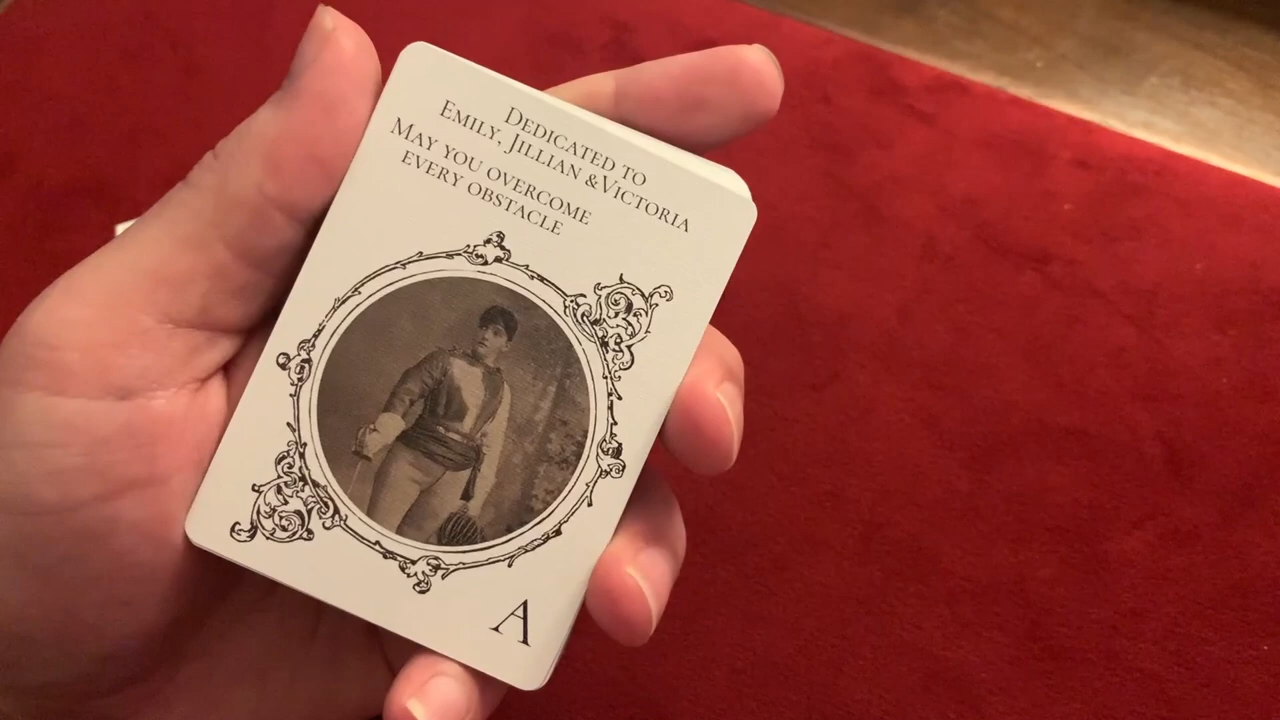 DEDICATED TO
EMILY, JILLIAN &VICTORIA
MAY YOU OVERCOME
EVERY OBSTACLE
A